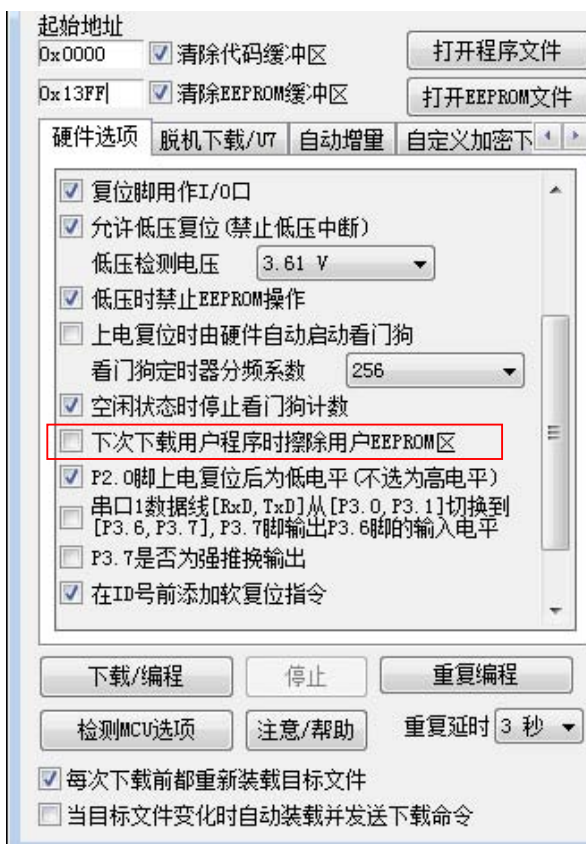 起始地址
0x0000 清除代码缓冲区 打开程序文件
0x13FF 清除EEPROM缓冲区 打开EEPROM文件
硬件选项 脱机下载/U7 自动增量 自定义加密下
复位脚用作I/O口
允许低压复位(禁止低压中断)
低压检测电压 3.61 V
低压时禁止EEPROM操作
上电复位时由硬件自动启动看门狗
看门狗定时器分频系数 256
空闲状态时停止看门狗计数
下次下载用户程序时擦除用户EEPROM区
P2.0脚上电复位后为低电平(不选为高电平)
串口1数据线[RxD,TxD]从[P3.0,P3.1]切换到
[P3.6,P3.7],P3.7脚输出P3.6脚的输入电平
P3.7是否为强推换输出
在ID号前添加软复位指令
下载/编程 停止 重复编程
检测MCU选项 注意/帮助 重复延时 3 秒
每次下载前都重新装载目标文件
当目标文件变化时自动装载并发送下载命令